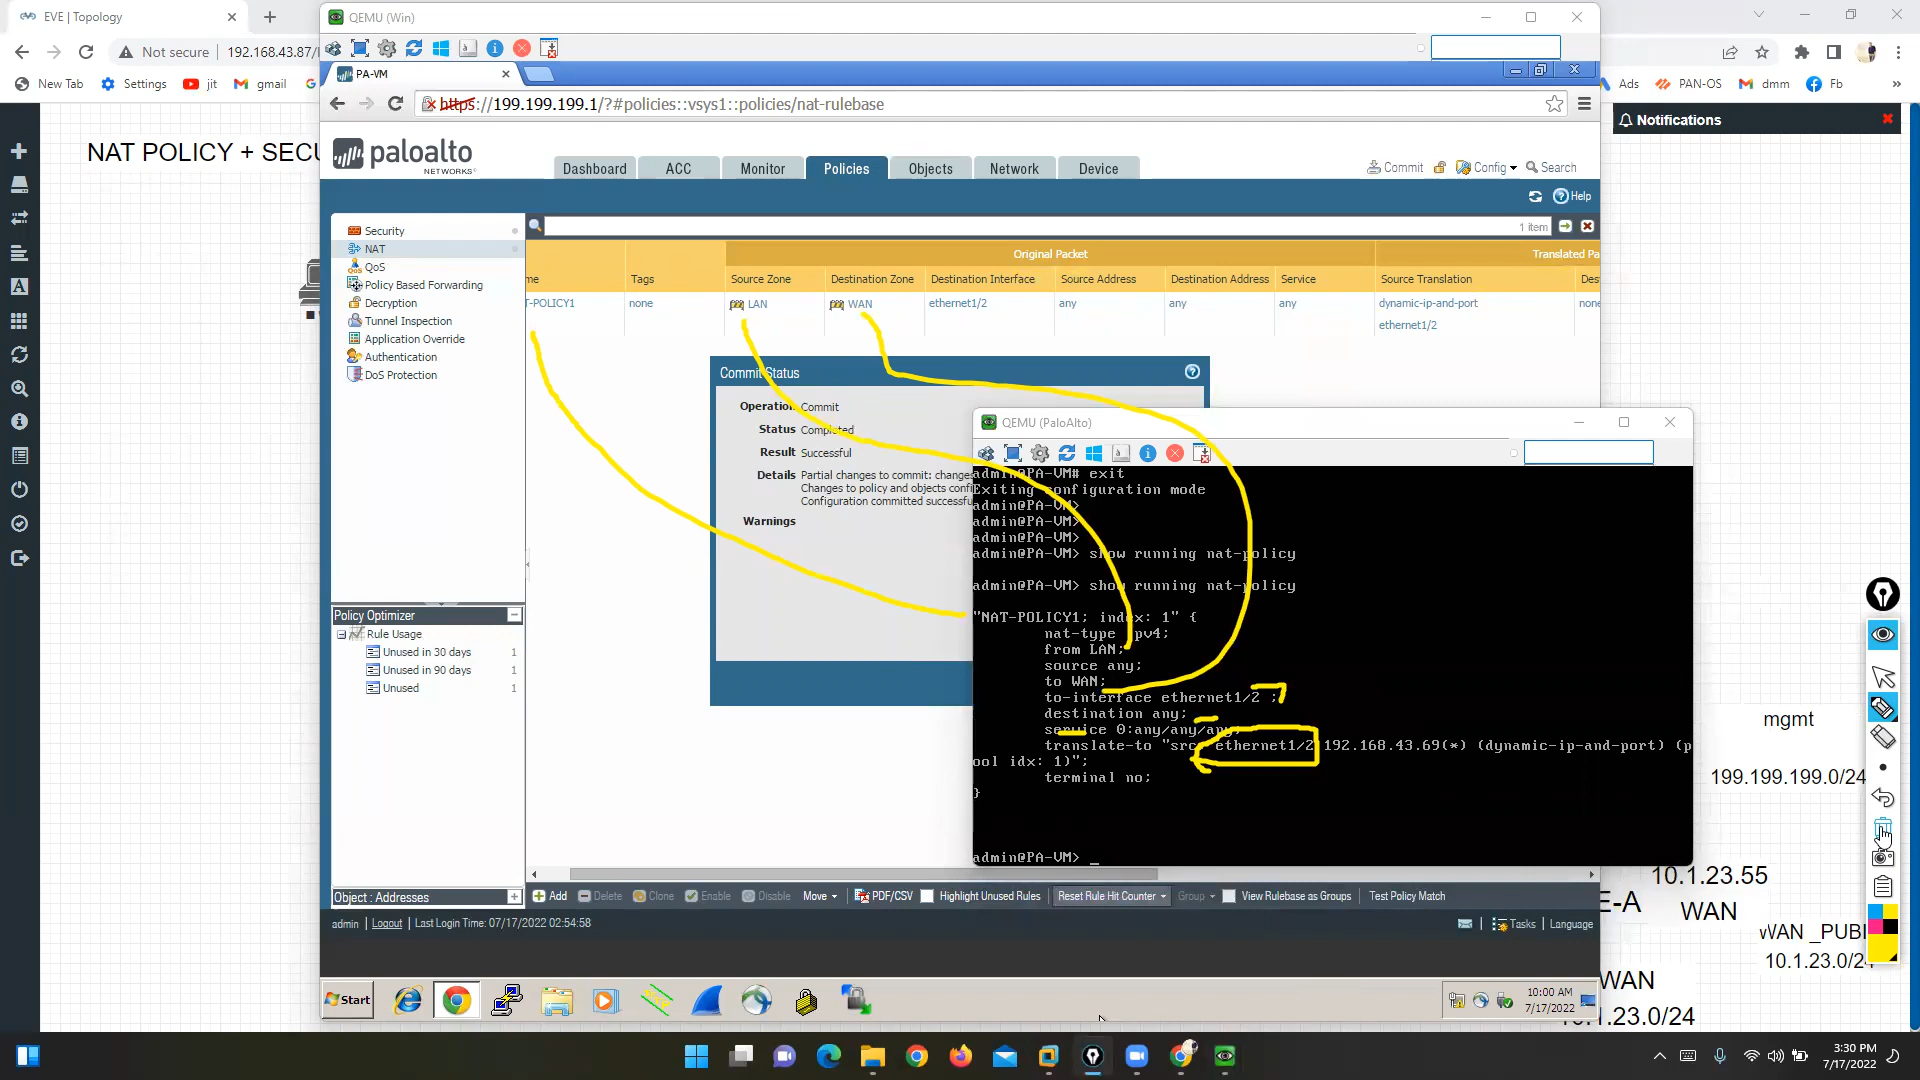 EVE | Topology
QEMU (Win)
Not secure
192.168.43.87/
New Tab
Settings
jit
gmail
Ads
PAN-OS
dmm
Fb
»
PA-VM
https://199.199.199.1/?#policies::vsys1::policies/nat-rulebase
Notifications
NAT POLICY + SECU
paloalto
NETWORKS
Dashboard
ACC
Monitor
Policies
Objects
Network
Device
Commit
Config
Search
Help
Security
NAT
QoS
Policy Based Forwarding
Decryption
Tunnel Inspection
Application Override
Authentication
DoS Protection
1 item
Original Packet
Translated Pa
me
Tags
Source Zone
Destination Zone
Destination Interface
Source Address
Destination Address
Service
Source Translation
Dest
T-POLICY1
none
LAN
WAN
ethernet1/2
any
any
any
dynamic-ip-and-port
none
ethernet1/2
Commit Status
Operation Commit
Status Completed
Result Successful
Details Partial changes to commit: changes
Changes to policy and objects confi
Configuration committed successfu
Warnings
QEMU (PaloAlto)
admin@PA-VM# exit
Exiting configuration mode
admin@PA-VM>
admin@PA-VM>
admin@PA-VM>
admin@PA-VM> show running nat-policy
admin@PA-VM> show running nat-policy
"NAT-POLICY1; index: 1" {
nat-type ipv4;
from LAN;
source any;
to WAN;
to-interface ethernet1/2 ;
destination any;
service 0:any/any/any;
translate-to "src: ethernet1/2 192.168.43.69(*) (dynamic-ip-and-port) (p
ool idx: 1)";
terminal no;
}
admin@PA-VM> _
Policy Optimizer
Rule Usage
Unused in 30 days 1
Unused in 90 days 1
Unused 1
Object : Addresses
Add
Delete
Clone
Enable
Disable
Move
PDF/CSV
Highlight Unused Rules
Reset Rule Hit Counter
Group
View Rulebase as Groups
Test Policy Match
admin | Logout | Last Login Time: 07/17/2022 02:54:58
Tasks | Language
mgmt
199.199.199.0/24
10.1.23.55
E-A
WAN
WAN _PUBL
10.1.23.0/24
WAN
10.1.23.0/24
Start
10:00 AM
7/17/2022
3:30 PM
7/17/2022